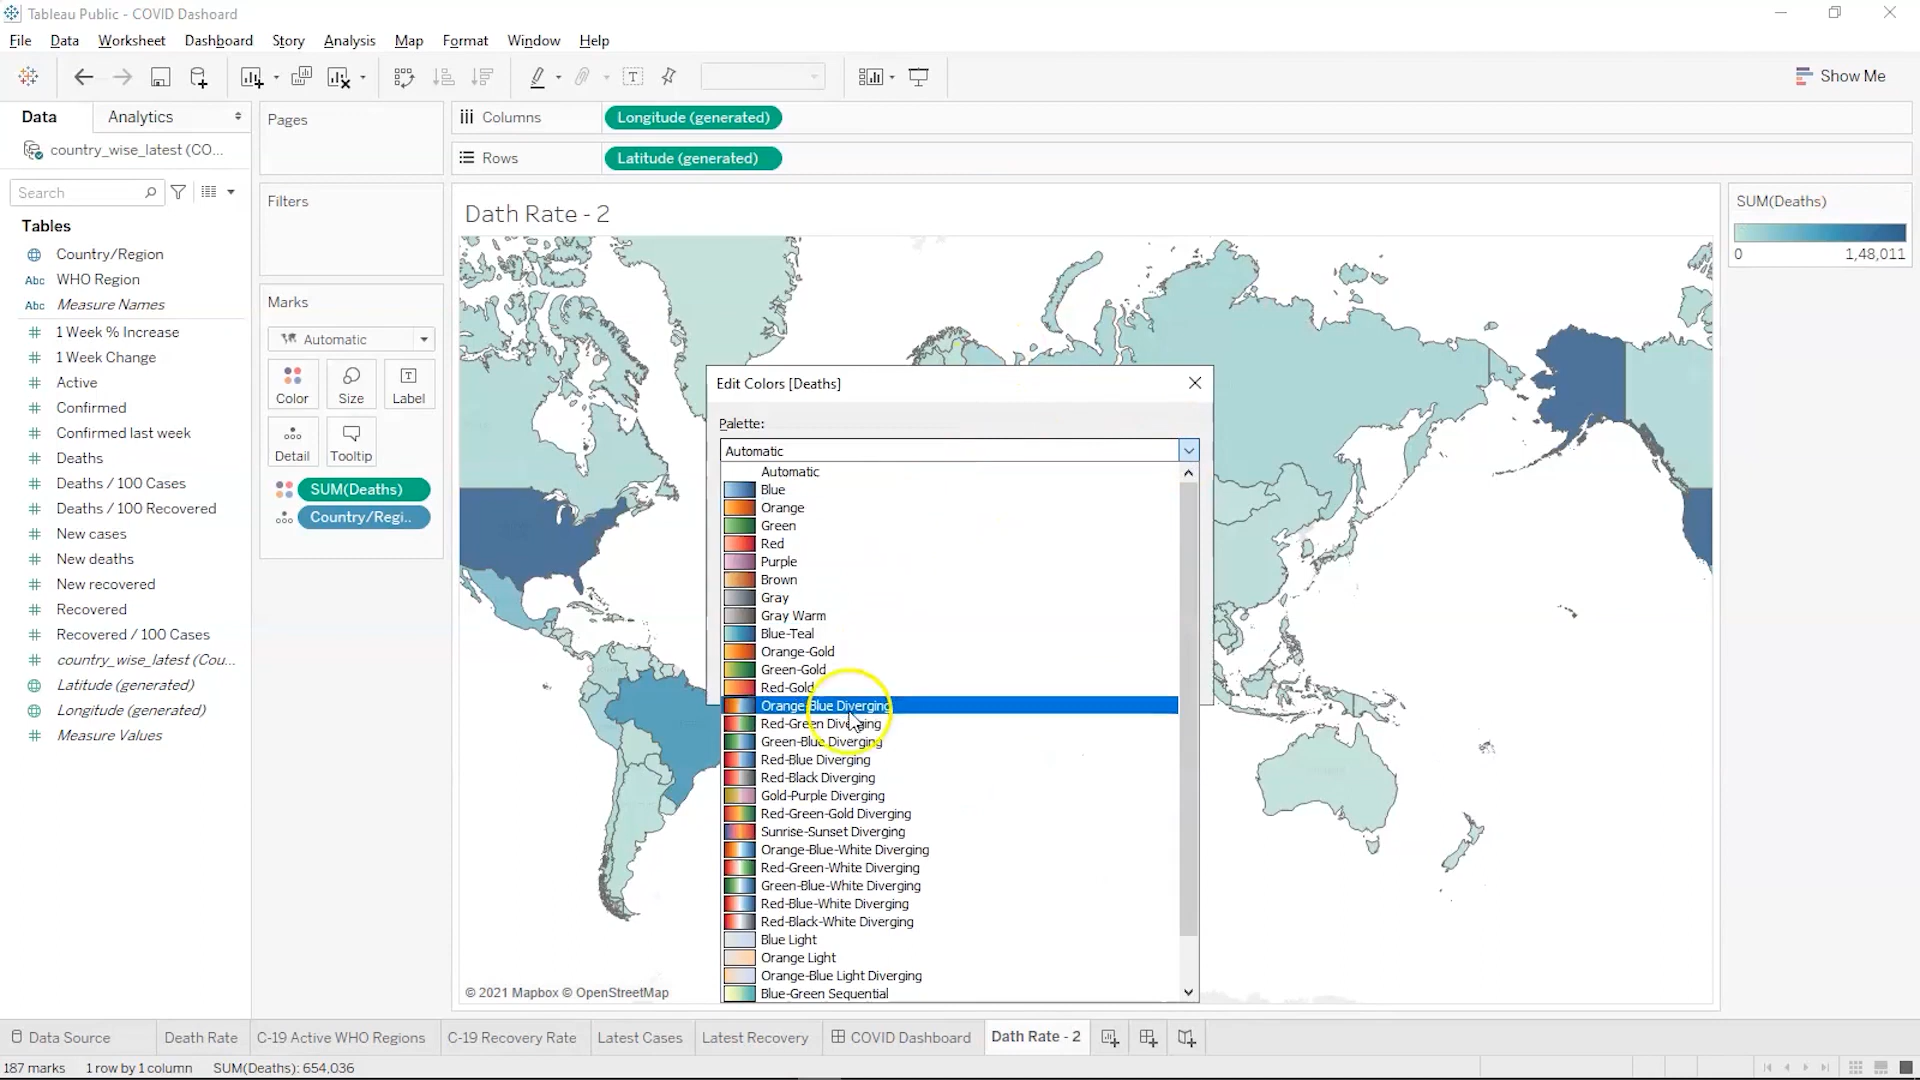 Tableau Public - COVID Dashoard
File Data Worksheet Dashboard Story Analysis Map Format Window Help
Show Me
Data Analytics
country_wise_latest (CO...
Search
Tables
Country/Region
Abc WHO Region
Abc Measure Names
1 Week % Increase
1 Week Change
Active
Confirmed
Confirmed last week
Deaths
Deaths / 100 Cases
Deaths / 100 Recovered
New cases
New deaths
New recovered
Recovered
Recovered / 100 Cases
country_wise_latest (Cou...
Latitude (generated)
Longitude (generated)
Measure Values
Pages
Filters
Marks
Automatic
Color Size Label
Detail Tooltip
SUM(Deaths)
Country/Regi..
Columns Longitude (generated)
Rows Latitude (generated)
Dath Rate - 2
Edit Colors [Deaths]
Palette:
Automatic
Automatic
Blue
Orange
Green
Red
Purple
Brown
Gray
Gray Warm
Blue-Teal
Orange-Gold
Green-Gold
Red-Gold
Orange-Blue Diverging
Red-Green Diverging
Green-Blue Diverging
Red-Blue Diverging
Red-Black Diverging
Gold-Purple Diverging
Red-Green-Gold Diverging
Sunrise-Sunset Diverging
Orange-Blue-White Diverging
Red-Green-White Diverging
Green-Blue-White Diverging
Red-Blue-White Diverging
Red-Black-White Diverging
Blue Light
Orange Light
Orange-Blue Light Diverging
Blue-Green Sequential
© 2021 Mapbox © OpenStreetMap
SUM(Deaths)
0 1,48,011
Data Source Death Rate C-19 Active WHO Regions C-19 Recovery Rate Latest Cases Latest Recovery COVID Dashboard Dath Rate - 2
187 marks 1 row by 1 column SUM(Deaths): 654,036